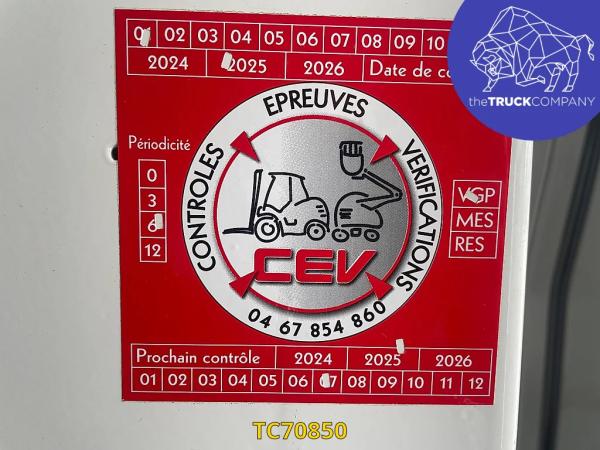 01 02 03 04 05 06 07 08 09 10
2024 2025 2026 Date de
theTRUCKCOMPANY
EPREUVES
CONTROLES
VERIFICATIONS
Périodicité
0
3
6
12
VGP
MES
RES
CEV
04 67 854 860
Prochain contrôle 2024 2025 2026
01 02 03 04 05 06 07 08 09 10 11 12
TC70850